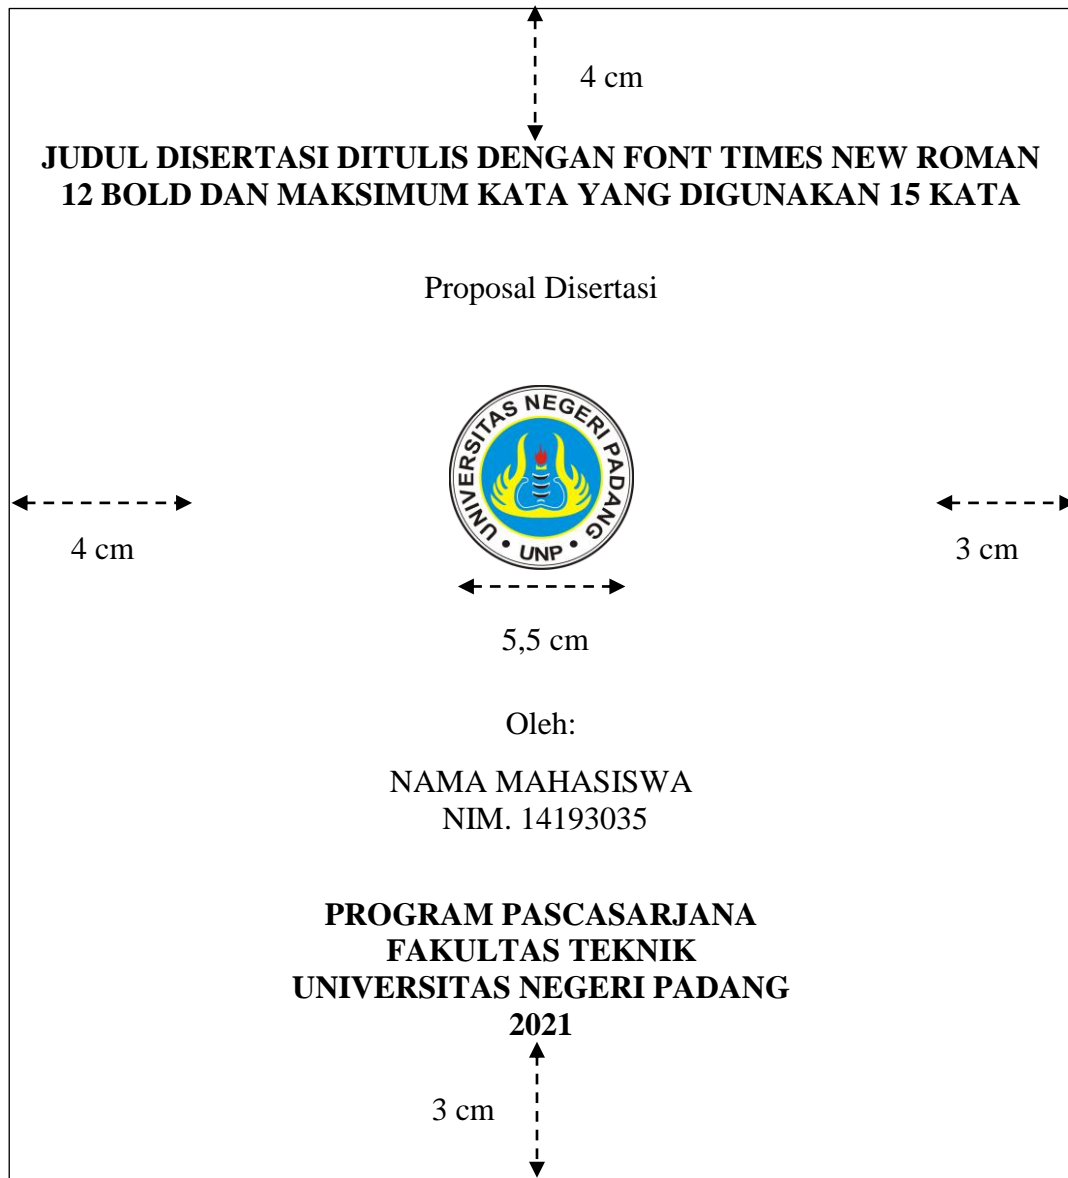 4 cm
JUDUL DISERTASI DITULIS DENGAN FONT TIMES NEW ROMAN
12 BOLD DAN MAKSIMUM KATA YANG DIGUNAKAN 15 KATA
Proposal Disertasi
UNIVERSITAS NEGERI PADANG
• UNP •
4 cm
3 cm
5,5 cm
Oleh:
NAMA MAHASISWA
NIM. 14193035
PROGRAM PASCASARJANA
FAKULTAS TEKNIK
UNIVERSITAS NEGERI PADANG
2021
3 cm